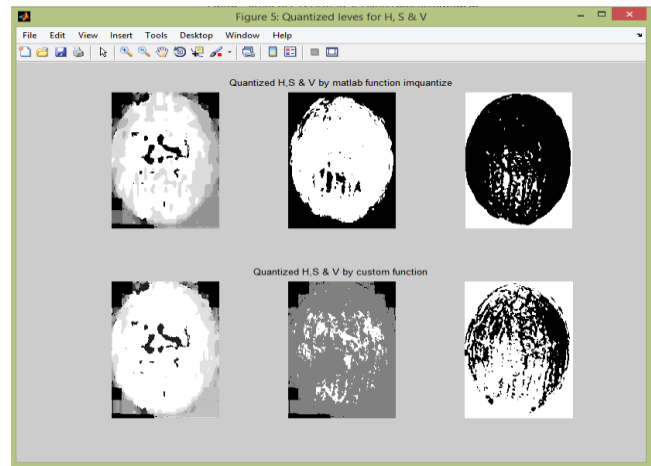 Figure 5: Quantized leves for H, S & V
File Edit View Insert Tools Desktop Window Help
Quantized H,S & V by matlab function imquantize
Quantized H,S & V by custom function